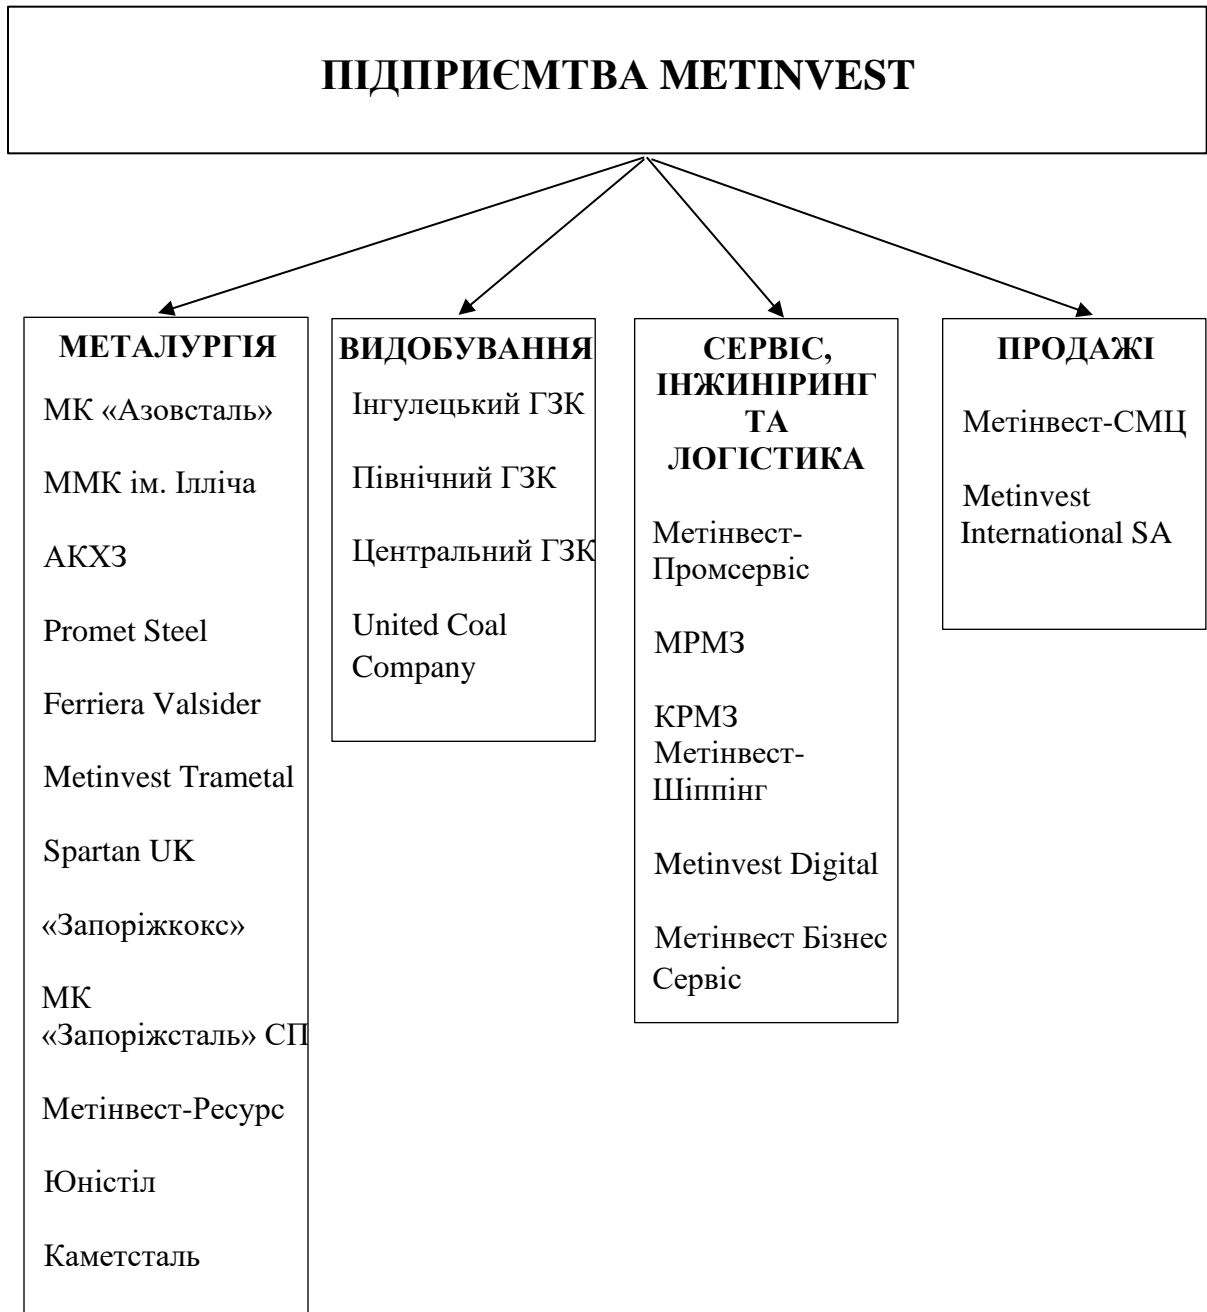 ПІДПРИЄМТВА METINVEST
МЕТАЛУРГІЯ
МК «Азовсталь»
ММК ім. Ілліча
АКХЗ
Promet Steel
Ferriera Valsider
Metinvest Trametal
Spartan UK
«Запоріжкокс»
МК
«Запоріжсталь» СП
Метінвест-Ресурс
Юністіл
Каметсталь
ВИДОБУВАННЯ
Інгулецький ГЗК
Північний ГЗК
Центральний ГЗК
United Coal
Company
СЕРВІС,
ІНЖИНІРИНГ
ТА
ЛОГІСТИКА
Метінвест-
Промсервіс
МРМЗ
КРМЗ
Метінвест-
Шіппінг
Metinvest Digital
Метінвест Бізнес
Сервіс
ПРОДАЖІ
Метінвест-СМЦ
Metinvest
International SA